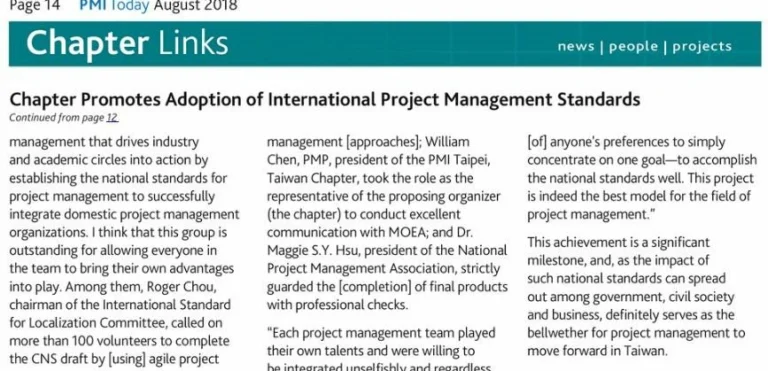 Page 14 PMI Today August 2018
Chapter Links
news | people | projects
Chapter Promotes Adoption of International Project Management Standards
Continued from page 12.
management that drives industry
and academic circles into action by
establishing the national standards for
project management to successfully
integrate domestic project management
organizations. I think that this group is
outstanding for allowing everyone in
the team to bring their own advantages
into play. Among them, Roger Chou,
chairman of the International Standard
for Localization Committee, called on
more than 100 volunteers to complete
the CNS draft by [using] agile project
management [approaches]; William
Chen, PMP, president of the PMI Taipei,
Taiwan Chapter, took the role as the
representative of the proposing organizer
(the chapter) to conduct excellent
communication with MOEA; and Dr.
Maggie S.Y. Hsu, president of the National
Project Management Association, strictly
guarded the [completion] of final products
with professional checks.
“Each project management team played
their own talents and were willing to
be integrated unselfishly and regardless
[of] anyone’s preferences to simply
concentrate on one goal—to accomplish
the national standards well. This project
is indeed the best model for the field of
project management.”
This achievement is a significant
milestone, and, as the impact of
such national standards can spread
out among government, civil society
and business, definitely serves as the
bellwether for project management to
move forward in Taiwan.